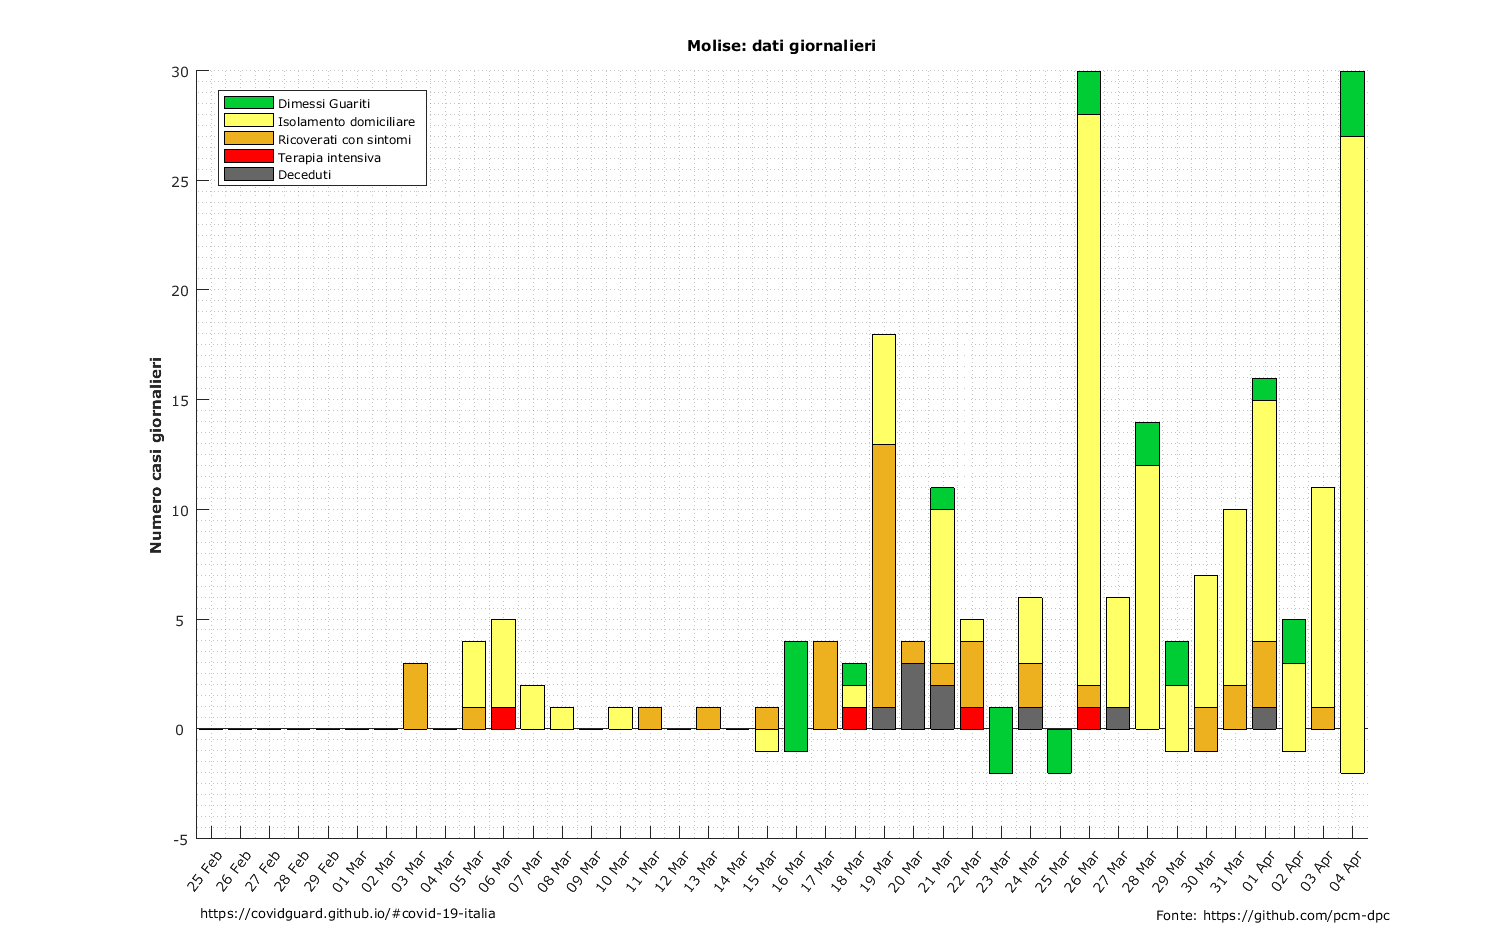 Molise: dati giornalieri
Dimessi Guariti
Isolamento domiciliare
Ricoverati con sintomi
Terapia intensiva
Deceduti
Numero casi giornalieri
30
25
20
15
10
5
0
-5
25 Feb
26 Feb
27 Feb
28 Feb
29 Feb
01 Mar
02 Mar
03 Mar
04 Mar
05 Mar
06 Mar
07 Mar
08 Mar
09 Mar
10 Mar
11 Mar
12 Mar
13 Mar
14 Mar
15 Mar
16 Mar
17 Mar
18 Mar
19 Mar
20 Mar
21 Mar
22 Mar
23 Mar
24 Mar
25 Mar
26 Mar
27 Mar
28 Mar
29 Mar
30 Mar
31 Mar
01 Apr
02 Apr
03 Apr
04 Apr
https://covidguard.github.io/#covid-19-italia
Fonte: https://github.com/pcm-dpc